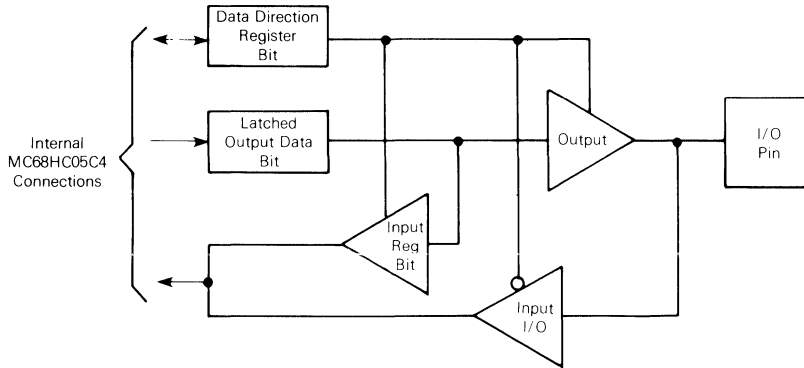 Data Direction
Register
Bit
Latched
Output Data
Bit
Internal
MC68HC05C4
Connections
Output
I/O
Pin
Input
Reg
Bit
Input
I/O